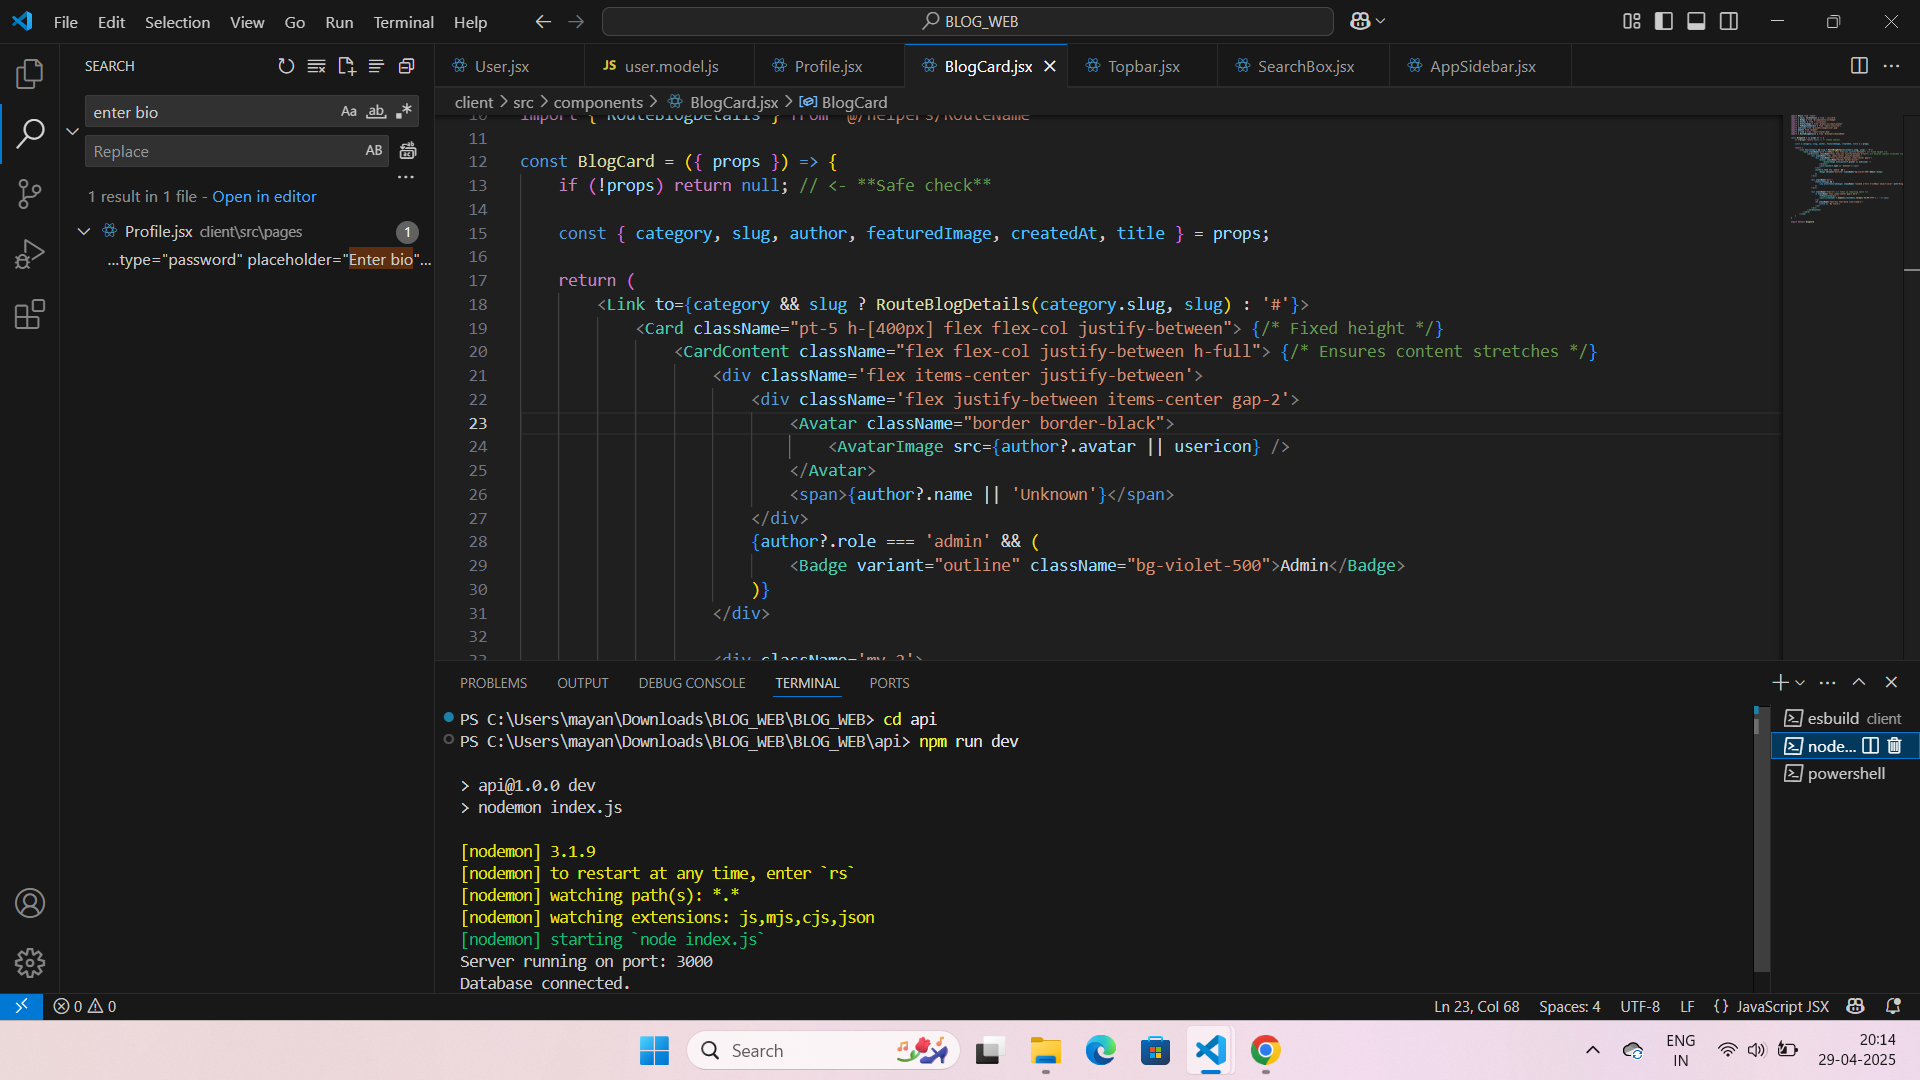 File Edit Selection View Go Run Terminal Help
BLOG_WEB
SEARCH
enter bio
Aa ab
Replace
AB
1 result in 1 file - Open in editor
Profile.jsx client\src\pages 1
...type="password" placeholder="Enter bio"...
User.jsx
JS user.model.js
Profile.jsx
BlogCard.jsx
Topbar.jsx
SearchBox.jsx
AppSidebar.jsx
client > src > components > BlogCard.jsx > BlogCard
10 import { RouteBlogDetails } from '@/helpers/RouteName'
11
12 const BlogCard = ({ props }) => {
13 if (!props) return null; // <- **Safe check**
14
15 const { category, slug, author, featuredImage, createdAt, title } = props;
16
17 return (
18 <Link to={category && slug ? RouteBlogDetails(category.slug, slug) : '#'}>
19 <Card className="pt-5 h-[400px] flex flex-col justify-between"> {/* Fixed height */}
20 <CardContent className="flex flex-col justify-between h-full"> {/* Ensures content stretches */}
21 <div className='flex items-center justify-between'>
22 <div className='flex justify-between items-center gap-2'>
23 <Avatar className="border border-black">
24 <AvatarImage src={author?.avatar || usericon} />
25 </Avatar>
26 <span>{author?.name || 'Unknown'}</span>
27 </div>
28 {author?.role === 'admin' && (
29 <Badge variant="outline" className="bg-violet-500">Admin</Badge>
30 )}
31 </div>
32
33 <div className='my-2'>
PROBLEMS OUTPUT DEBUG CONSOLE TERMINAL PORTS
PS C:\Users\mayan\Downloads\BLOG_WEB\BLOG_WEB> cd api
PS C:\Users\mayan\Downloads\BLOG_WEB\BLOG_WEB\api> npm run dev
> api@1.0.0 dev
> nodemon index.js
[nodemon] 3.1.9
[nodemon] to restart at any time, enter `rs`
[nodemon] watching path(s): *.*
[nodemon] watching extensions: js,mjs,cjs,json
[nodemon] starting `node index.js`
Server running on port: 3000
Database connected.
esbuild client
node...
powershell
0 0
Ln 23, Col 68 Spaces: 4 UTF-8 LF {} JavaScript JSX
Search
ENG
IN
20:14
29-04-2025